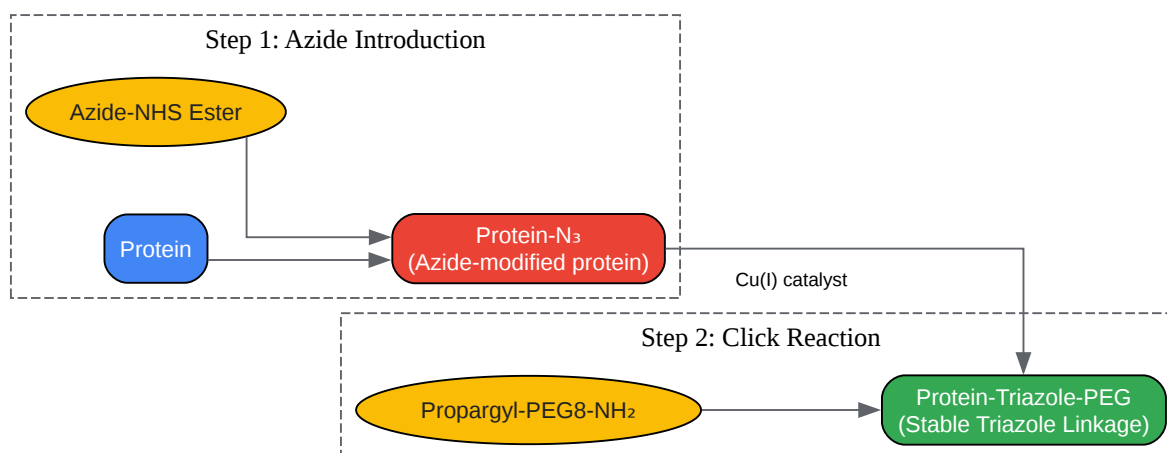 Step 1: Azide Introduction
Azide-NHS Ester
Protein
Protein-N₃
(Azide-modified protein)
Cu(I) catalyst
Step 2: Click Reaction
Propargyl-PEG8-NH₂
Protein-Triazole-PEG
(Stable Triazole Linkage)